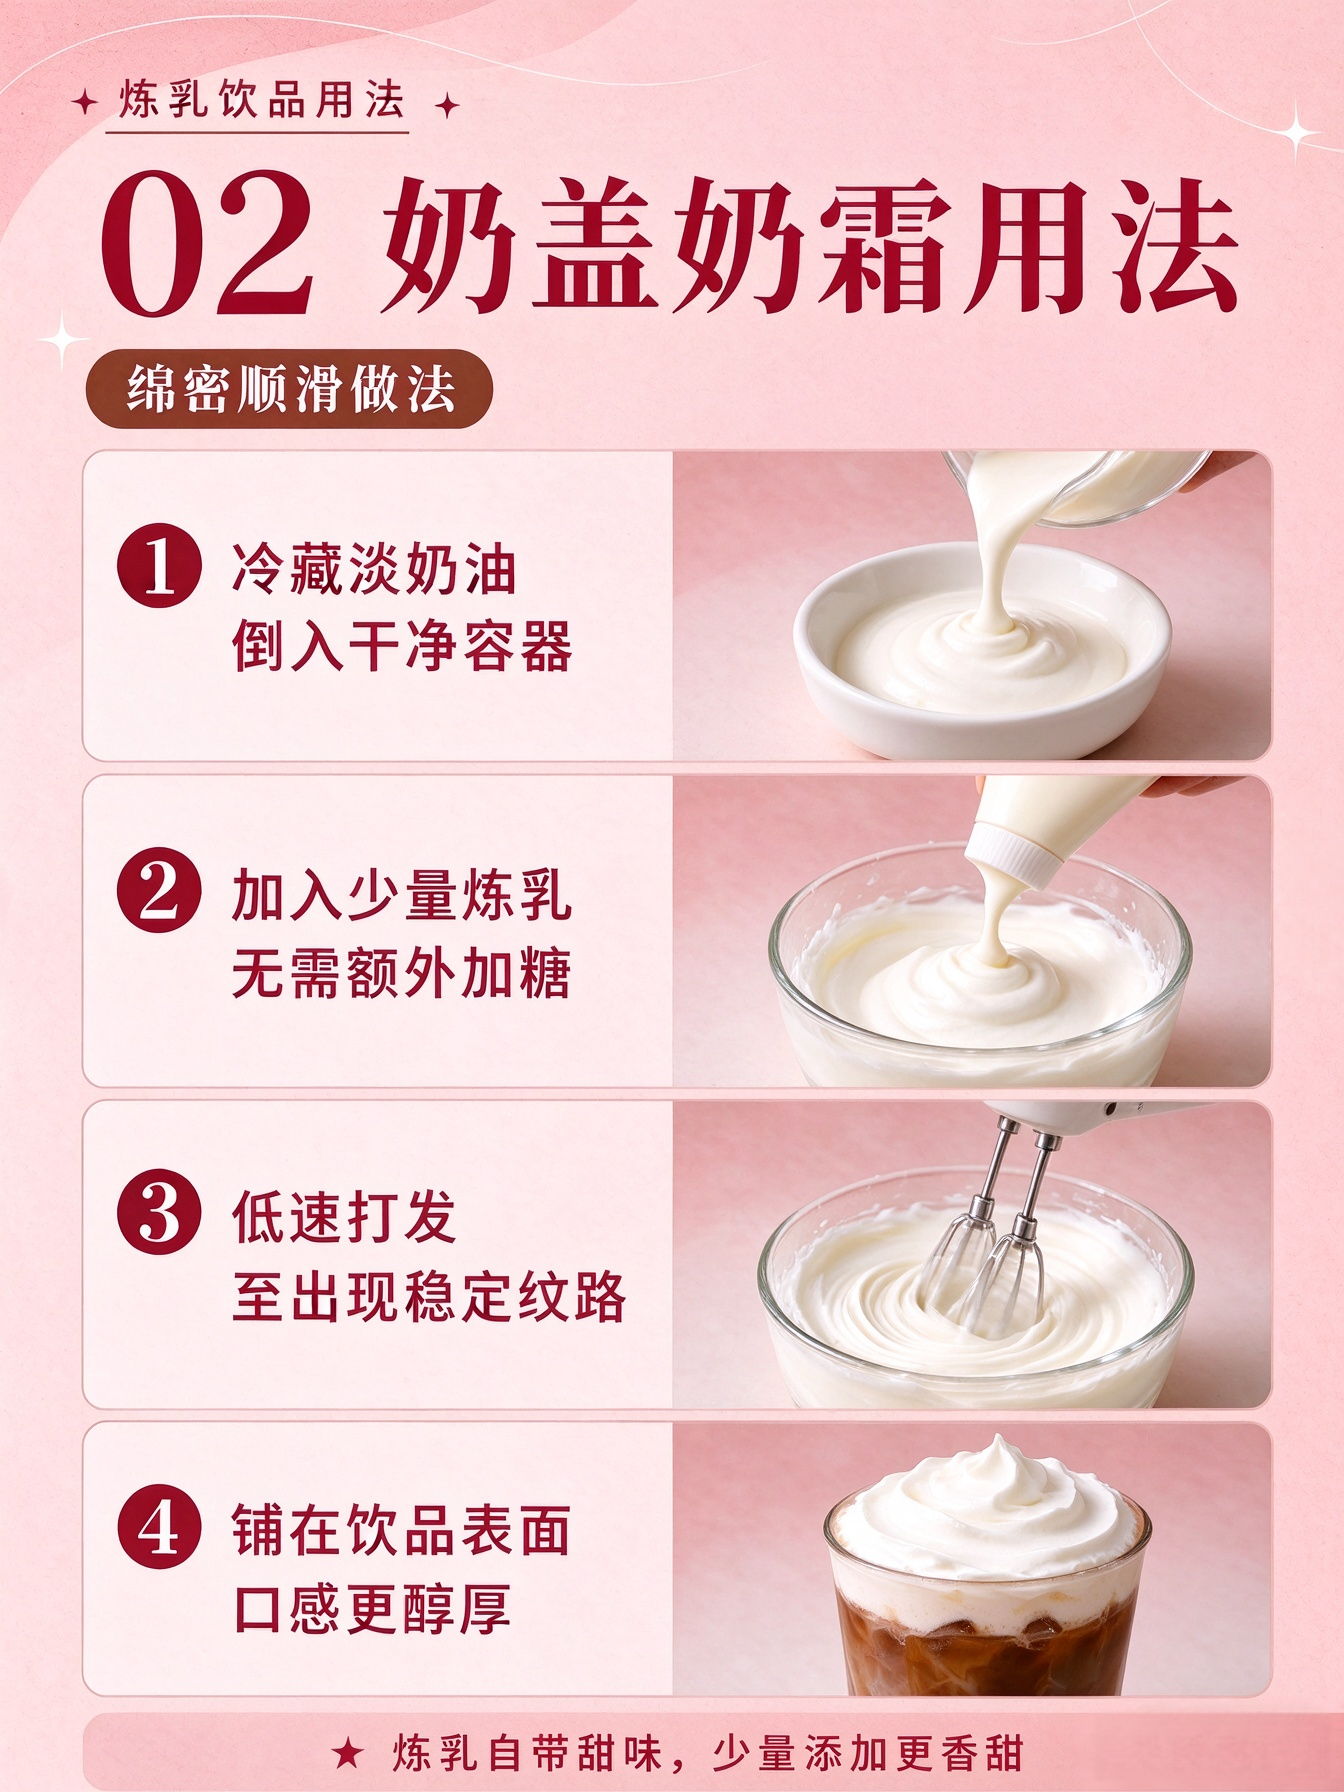 炼乳饮品用法
02 奶盖奶霜用法
绵密顺滑做法
1 冷藏淡奶油
倒入干净容器
2 加入少量炼乳
无需额外加糖
3 低速打发
至出现稳定纹路
4 铺在饮品表面
口感更醇厚
★ 炼乳自带甜味，少量添加更香甜